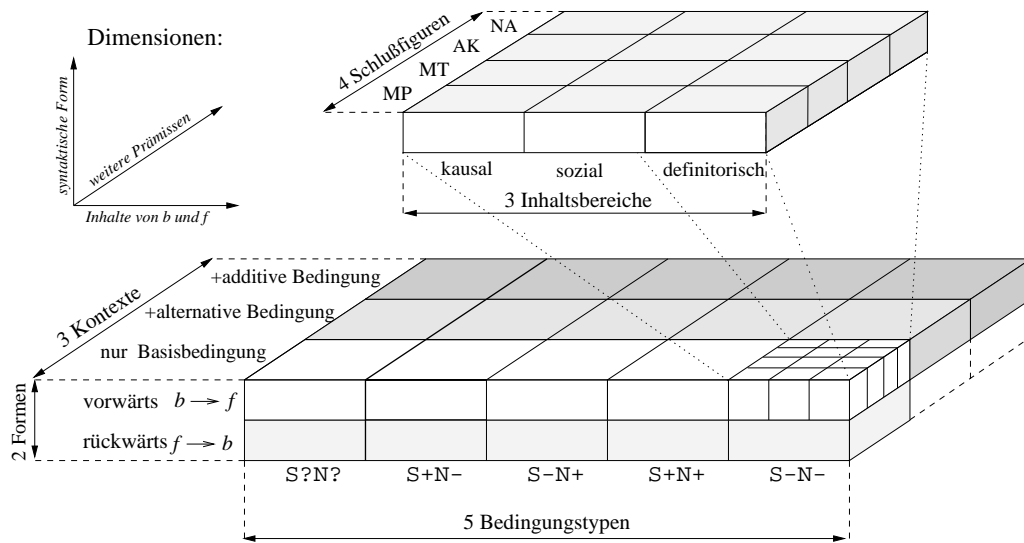 Dimensionen:
syntaktische Form
weitere Prämissen
Inhalte von b und f
4 Schlußfiguren
NA
AK
MT
MP
kausal
sozial
definitorisch
3 Inhaltsbereiche
3 Kontexte
+additive Bedingung
+alternative Bedingung
nur Basisbedingung
2 Formen
vorwärts b → f
rückwärts f → b
S?N? S+N- S-N+ S+N+ S-N-
5 Bedingungstypen